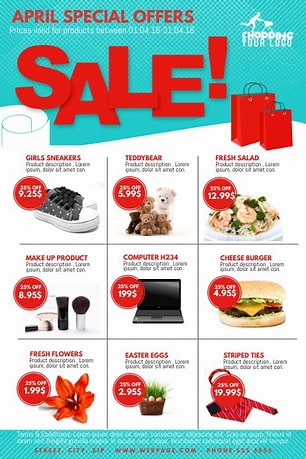 APRIL SPECIAL OFFERS
Prices valid for products between 01.04.16-31.04.16
SHOPPING
YOUR LOGO
SALE!
GIRLS SNEAKERS
Product description , Lorem
ipsum, dolor sit amet con.
25% OFF
9.25$
TEDDYBEAR
Product description , Lorem
ipsum, dolor sit amet con.
25% OFF
5.99$
FRESH SALAD
Product description , Lorem
ipsum, dolor sit amet con.
25% OFF
12.99$
MAKE UP PRODUCT
Product description , Lorem
ipsum, dolor sit amet con.
25% OFF
8.95$
COMPUTER H234
Product description , Lorem
ipsum, dolor sit amet con.
25% OFF
199$
CHEESE BURGER
Product description , Lorem
ipsum, dolor sit amet con.
25% OFF
4.95$
FRESH FLOWERS
Product description , Lorem
ipsum, dolor sit amet con.
25% OFF
1.99$
EASTER EGGS
Product description , Lorem
ipsum, dolor sit amet con.
25% OFF
2.95$
STRIPED TIES
Product description , Lorem
ipsum, dolor sit amet con.
25% OFF
19.99$
STREET, CITY, ZIP - WWW.WEBPAGE.COM - PHONE 555 5555